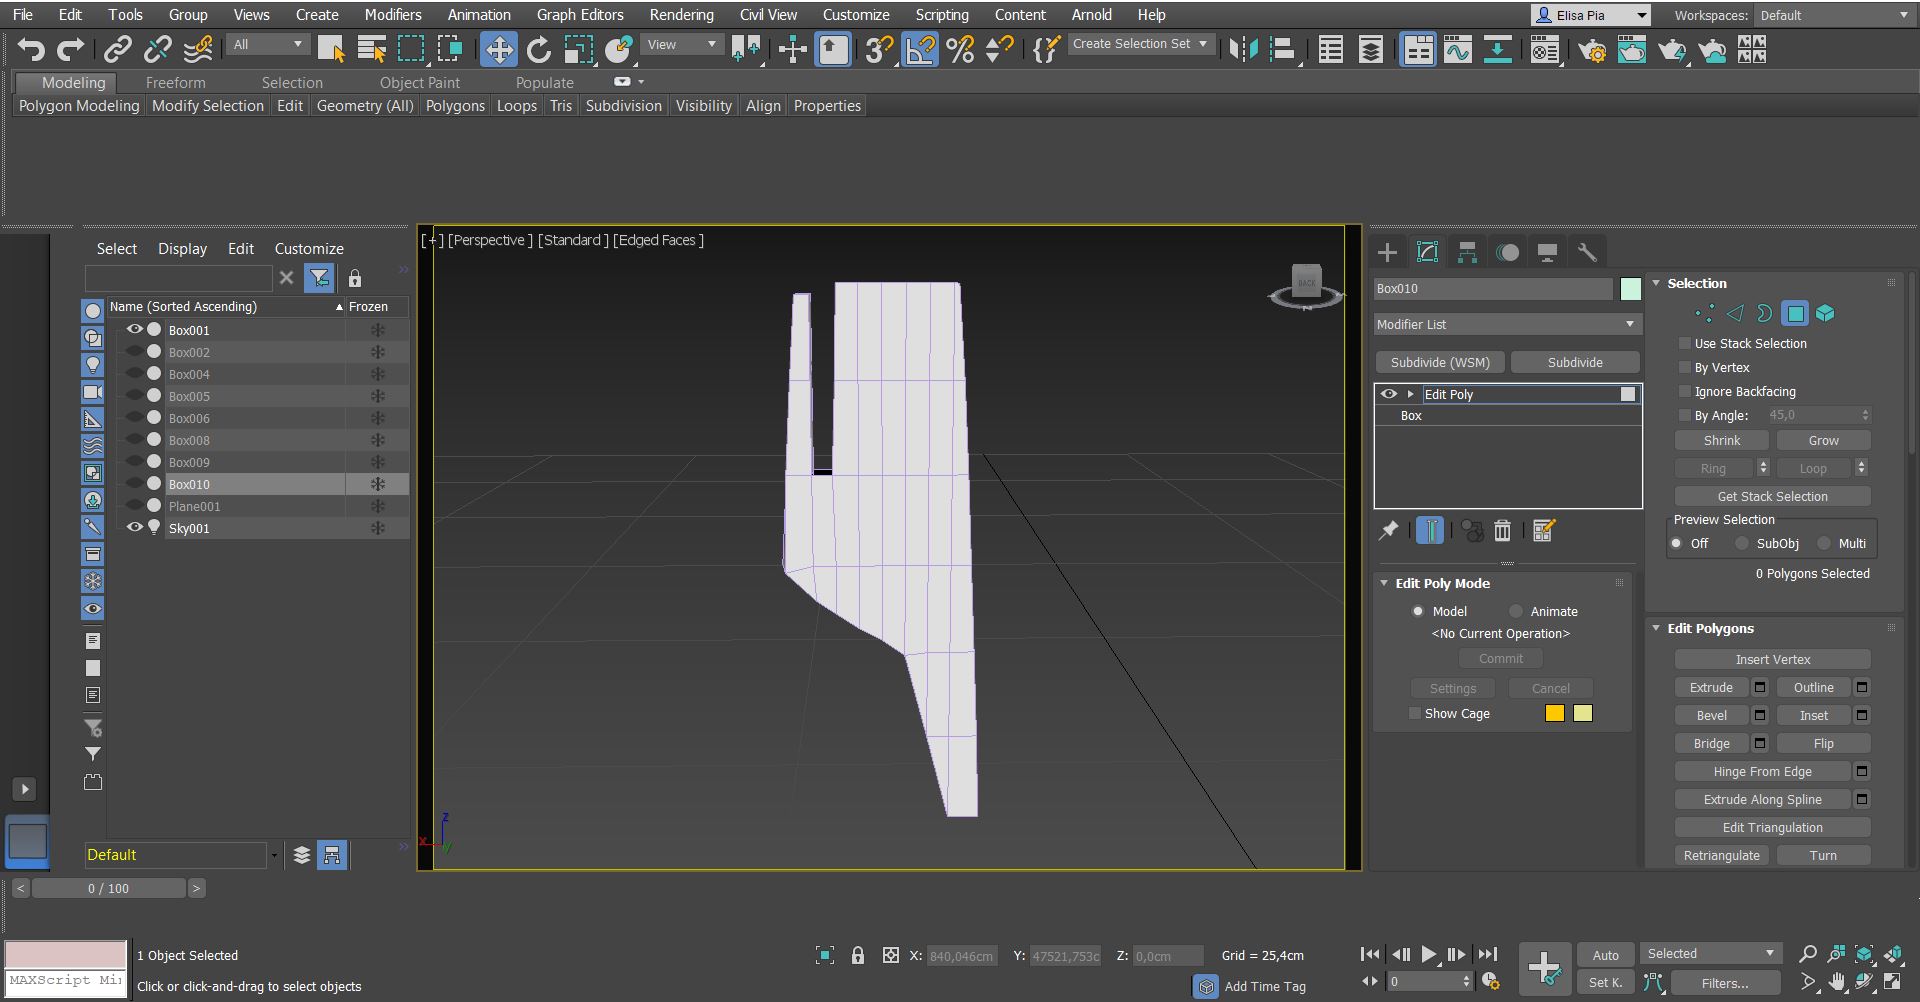 File Edit Tools Group Views Create Modifiers Animation Graph Editors Rendering Civil View Customize Scripting Content Arnold Help Elisa Pia Workspaces: Default
All View Create Selection Set
Modeling Freeform Selection Object Paint Populate
Polygon Modeling Modify Selection Edit Geometry (All) Polygons Loops Tris Subdivision Visibility Align Properties
Select Display Edit Customize
Name (Sorted Ascending) Frozen
Box001
Box002
Box004
Box005
Box006
Box008
Box009
Box010
Plane001
Sky001
Default
0 / 100
[+] [Perspective ] [Standard ] [Edged Faces ]
BACK
z
x
y
Box010
Modifier List
Subdivide (WSM) Subdivide
Edit Poly
Box
Edit Poly Mode
Model Animate
<No Current Operation>
Commit
Settings Cancel
Show Cage
Selection
Use Stack Selection
By Vertex
Ignore Backfacing
By Angle: 45,0
Shrink Grow
Ring Loop
Get Stack Selection
Preview Selection
Off SubObj Multi
0 Polygons Selected
Edit Polygons
Insert Vertex
Extrude Outline
Bevel Inset
Bridge Flip
Hinge From Edge
Extrude Along Spline
Edit Triangulation
Retriangulate Turn
MAXScript Mi
1 Object Selected
Click or click-and-drag to select objects
X: 840,046cm Y: 47521,753c Z: 0,0cm Grid = 25,4cm
Add Time Tag
0
Auto Selected
Set K. Filters...